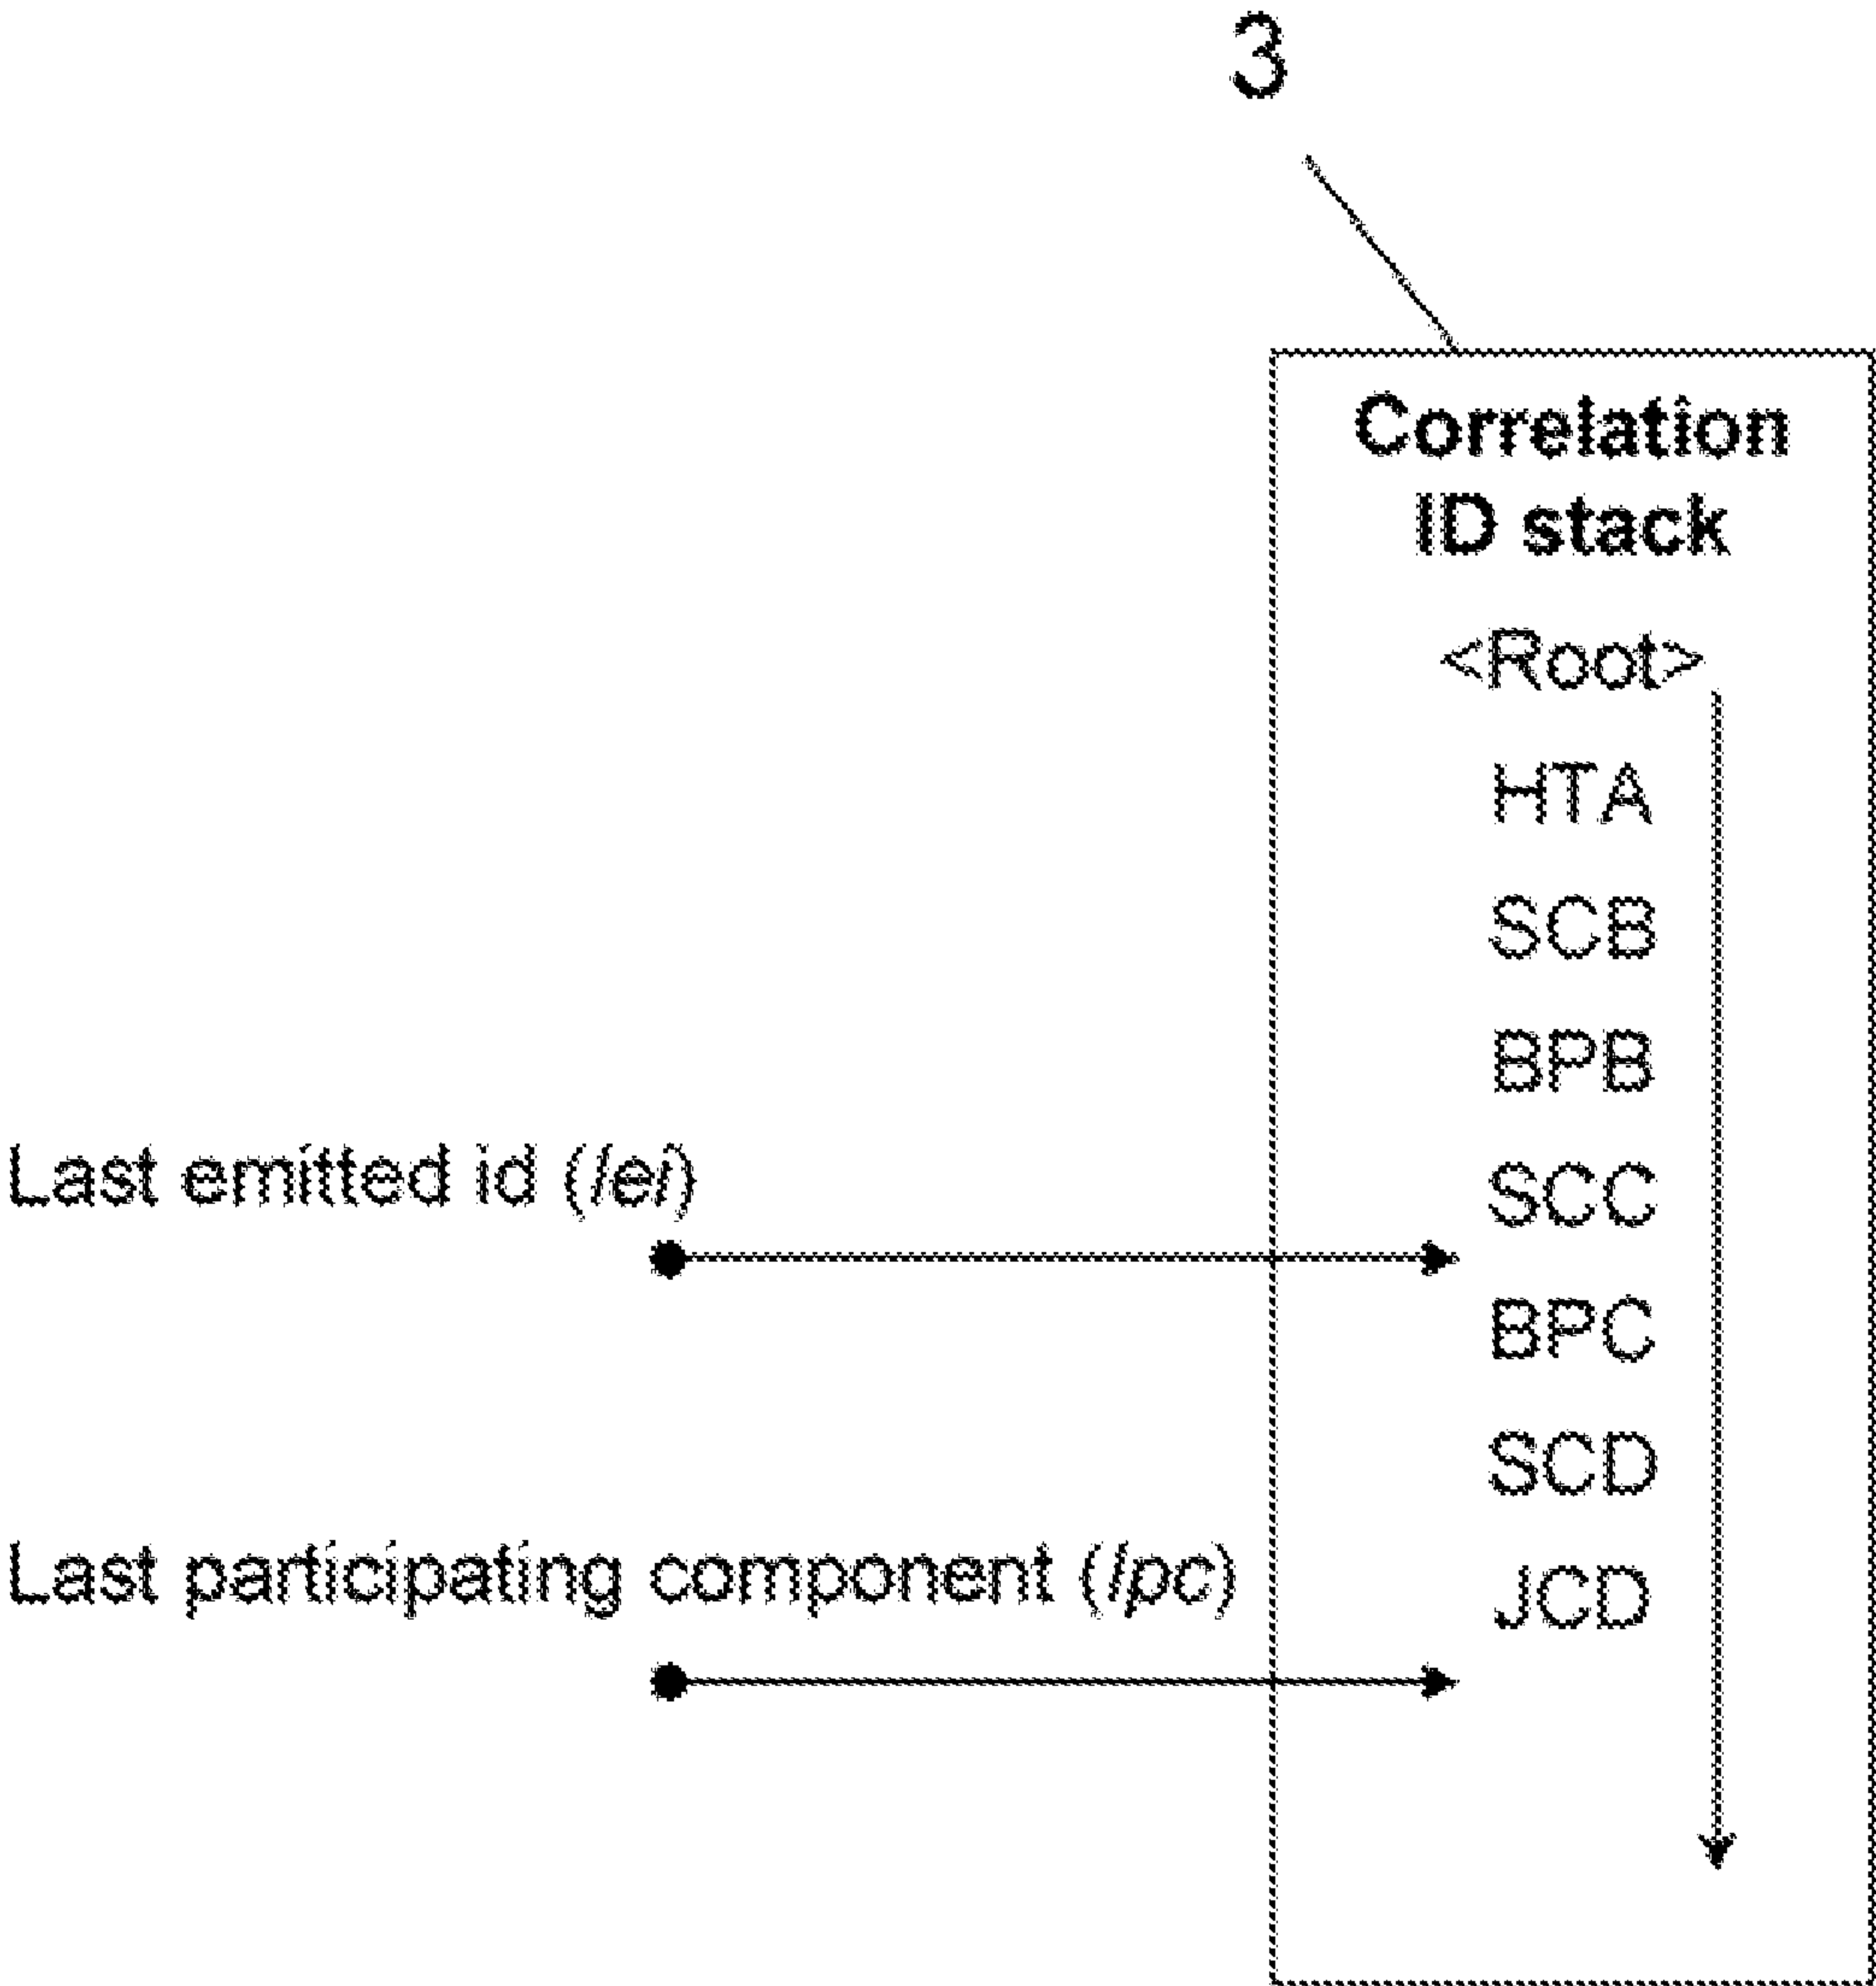 3
Correlation
ID stack
<Root>
HTA
SCB
BPB
Last emitted id (lei)
SCC
BPC
SCD
Last participating component (lpc)
JCD